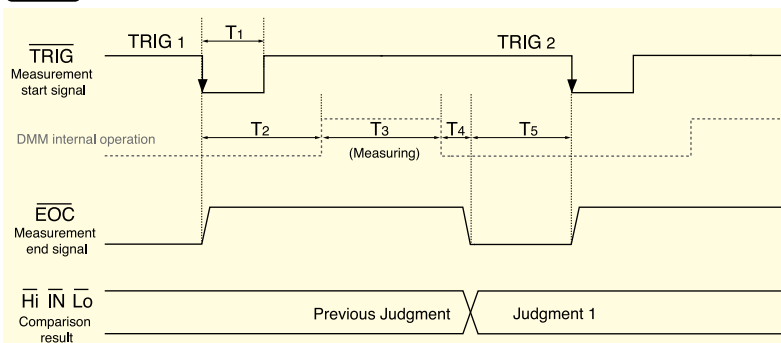 TRIG 1
T1
TRIG 2
TRIG
Measurement
start signal
T2
T3
T4
T5
DMM internal operation
(Measuring)
EOC
Measurement
end signal
Hi IN Lo
Comparison
result
Previous Judgment
Judgment 1